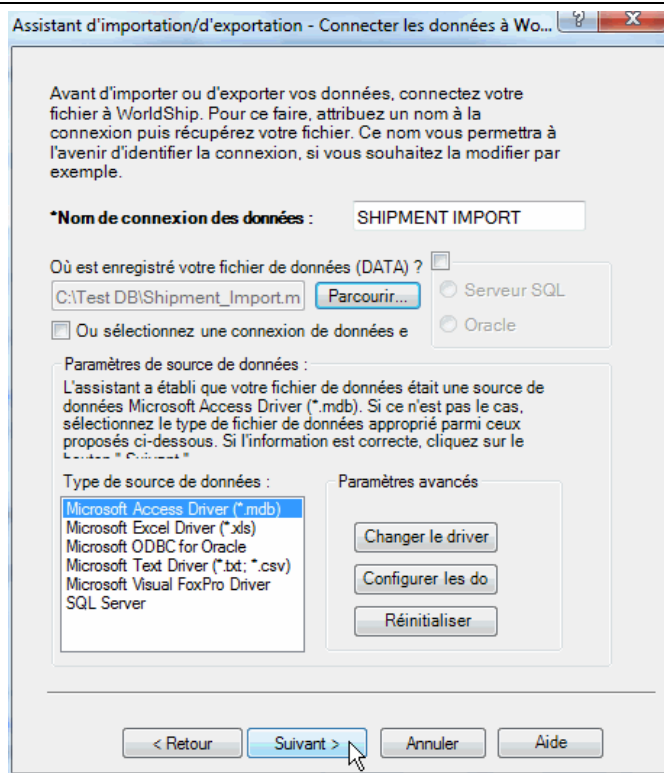 Assistant d'importation/d'exportation - Connecter les données à Wo...
Avant d'importer ou d'exporter vos données, connectez votre
fichier à WorldShip. Pour ce faire, attribuez un nom à la
connexion puis récupérez votre fichier. Ce nom vous permettra à
l'avenir d'identifier la connexion, si vous souhaitez la modifier par
exemple.
*Nom de connexion des données : SHIPMENT IMPORT
Où est enregistré votre fichier de données (DATA) ?
C:\Test DB\Shipment_Import.m Parcourir... Serveur SQL
Ou sélectionnez une connexion de données e Oracle
Paramètres de source de données :
L'assistant a établi que votre fichier de données était une source de
données Microsoft Access Driver (*.mdb). Si ce n'est pas le cas,
sélectionnez le type de fichier de données approprié parmi ceux
proposés ci-dessous. Si l'information est correcte, cliquez sur le
bouton " Suivant "
Type de source de données : Paramètres avancés
Microsoft Access Driver (*.mdb)
Microsoft Excel Driver (*.xls)
Microsoft ODBC for Oracle
Microsoft Text Driver (*.txt; *.csv)
Microsoft Visual FoxPro Driver
SQL Server
Changer le driver
Configurer les do
Réinitialiser
< Retour Suivant > Annuler Aide